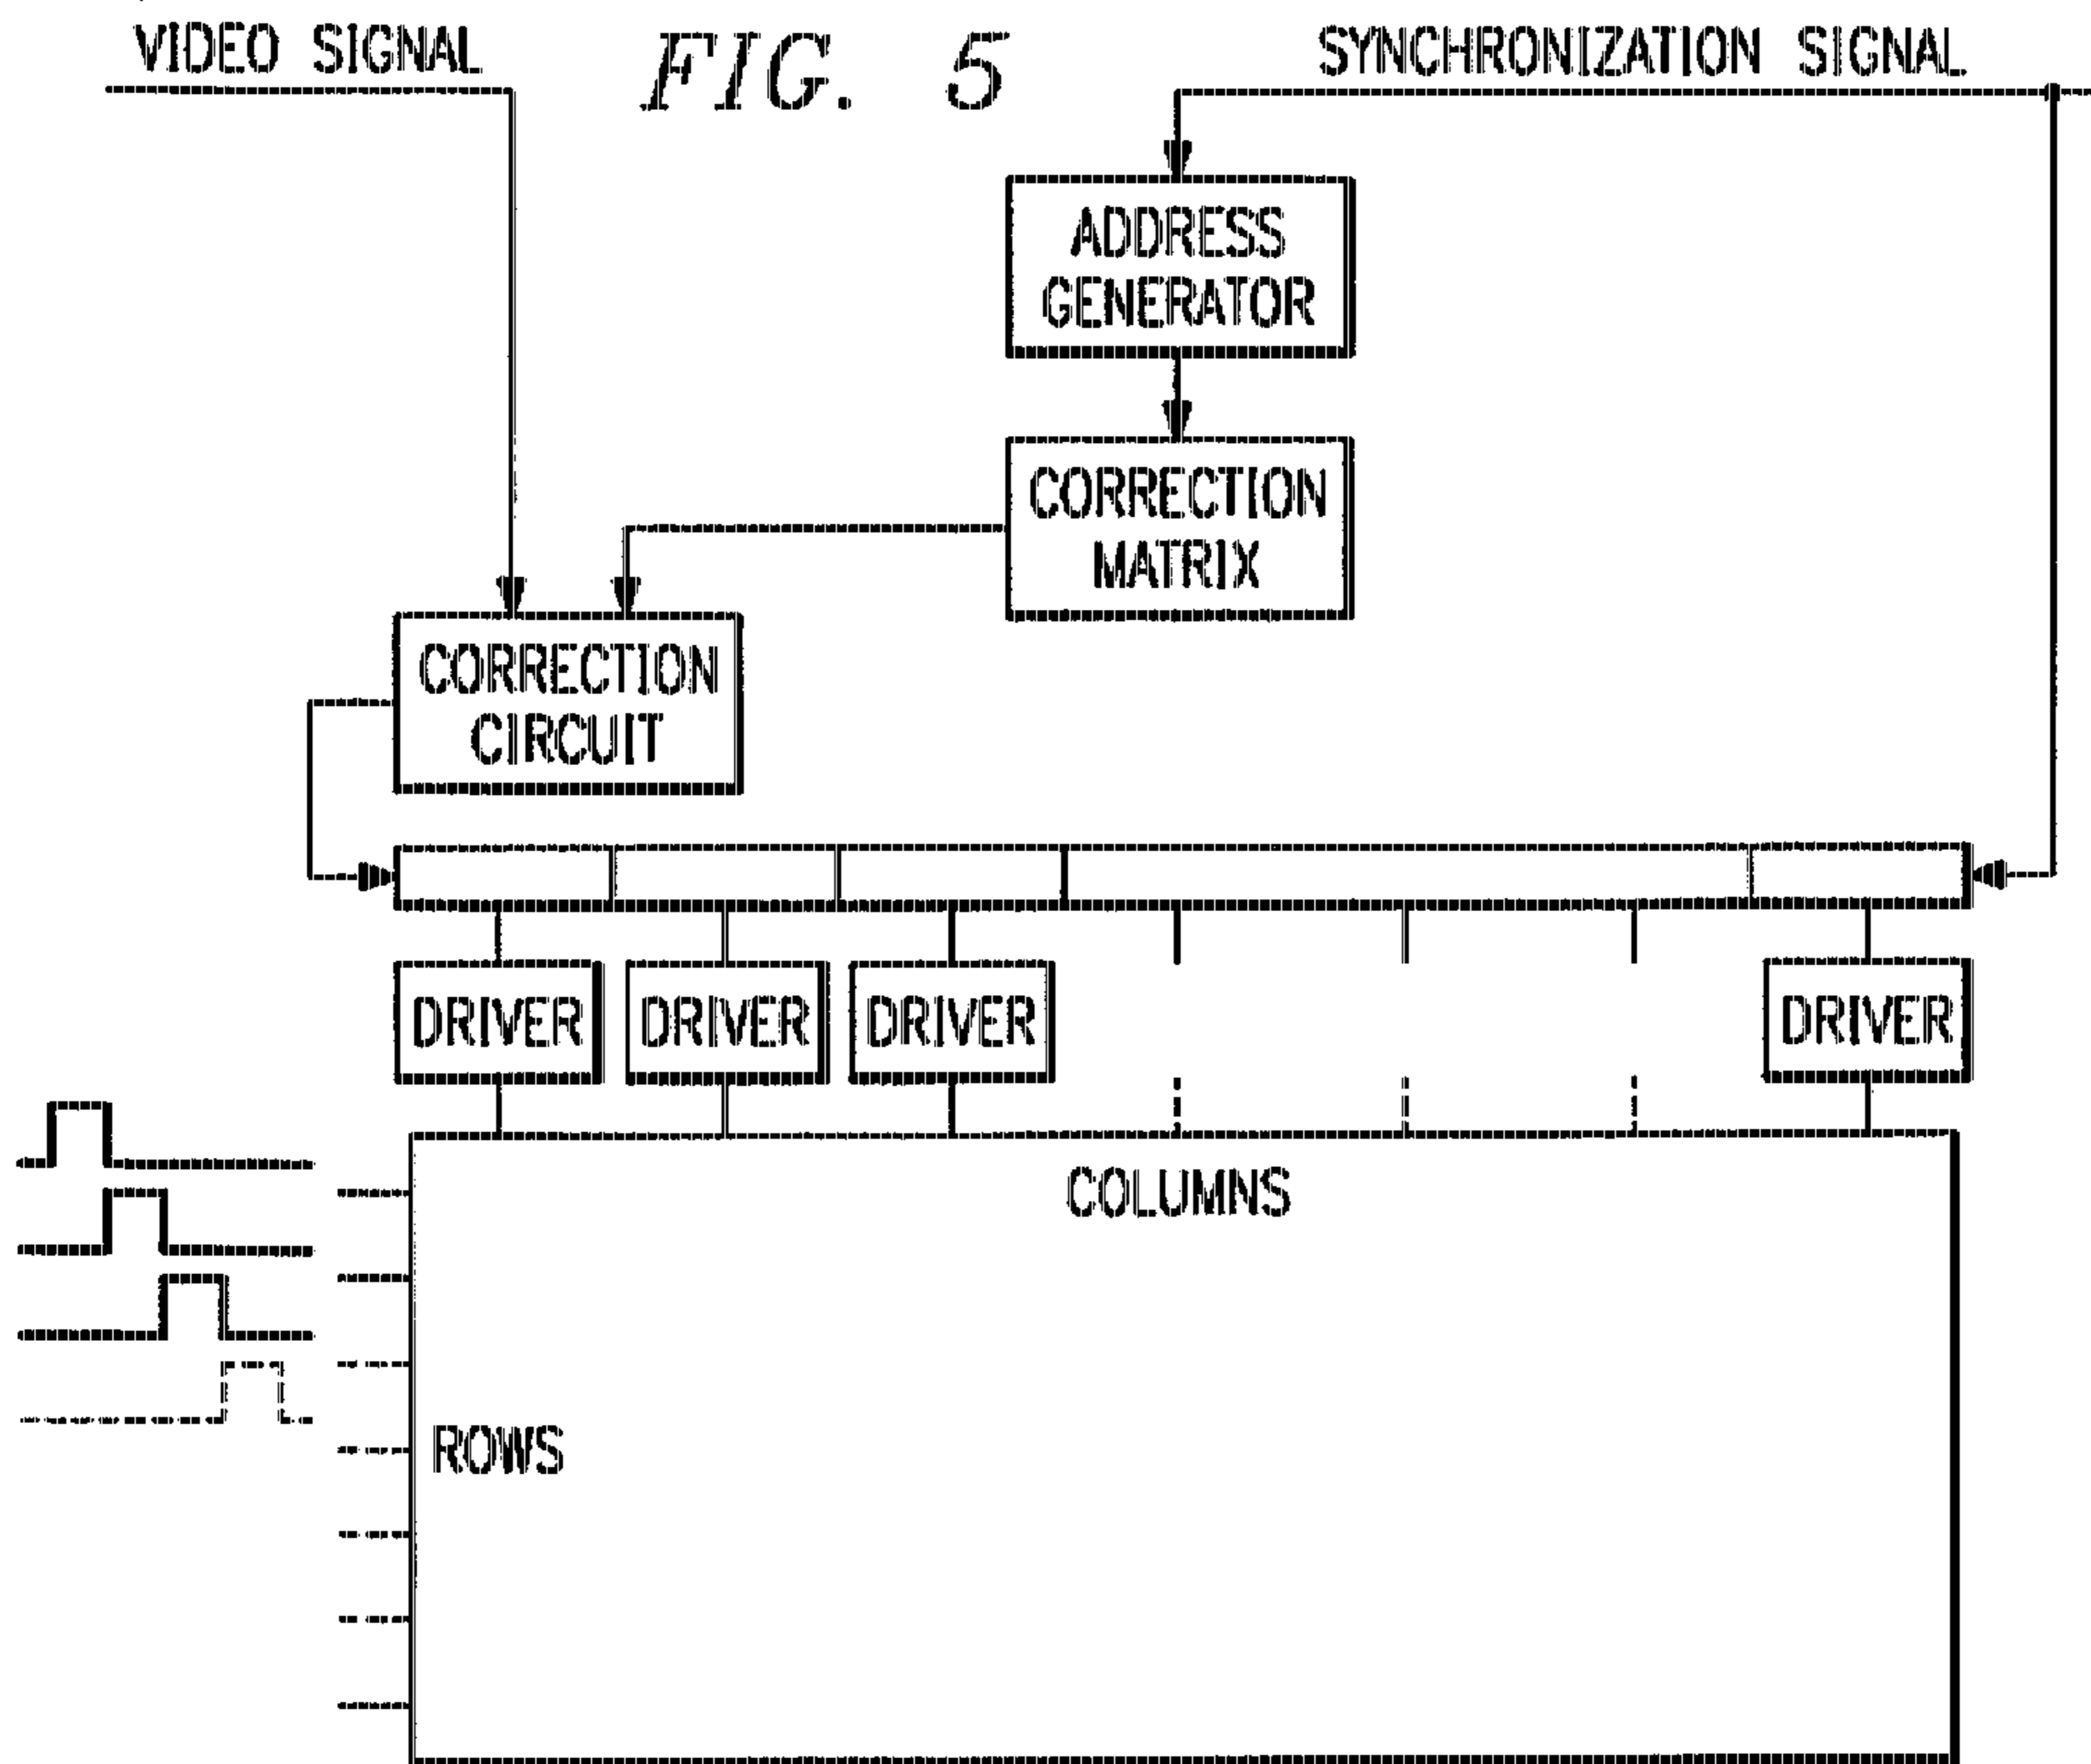 VIDEO SIGNAL
FIG. 5
SYNCHRONIZATION SIGNAL
ADDRESS
GENERATOR
CORRECTION
MATRIX
CORRECTION
CIRCUIT
DRIVER
DRIVER
DRIVER
DRIVER
COLUMNS
ROWS